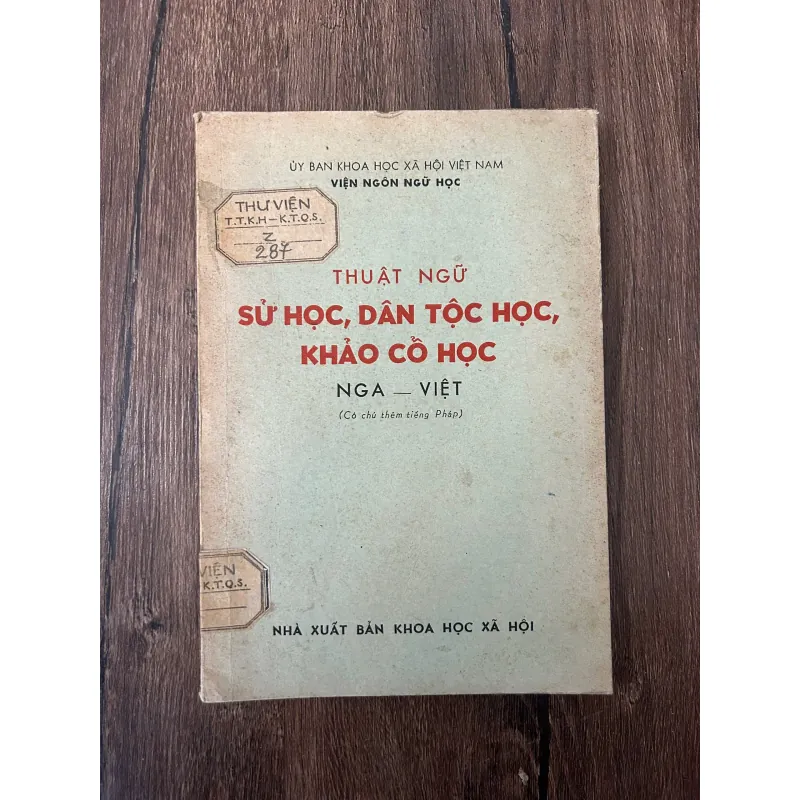 ỦY BAN KHOA HỌC XÃ HỘI VIỆT NAM
VIỆN NGÔN NGỮ HỌC
THƯ VIỆN
T.T.K.H – K.T.Q.S.
Z
287
THUẬT NGỮ
SỬ HỌC, DÂN TỘC HỌC,
KHẢO CỔ HỌC
NGA — VIỆT
(Có chú thêm tiếng Pháp)
VIỆN
K.T.Q.S.
NHÀ XUẤT BẢN KHOA HỌC XÃ HỘI